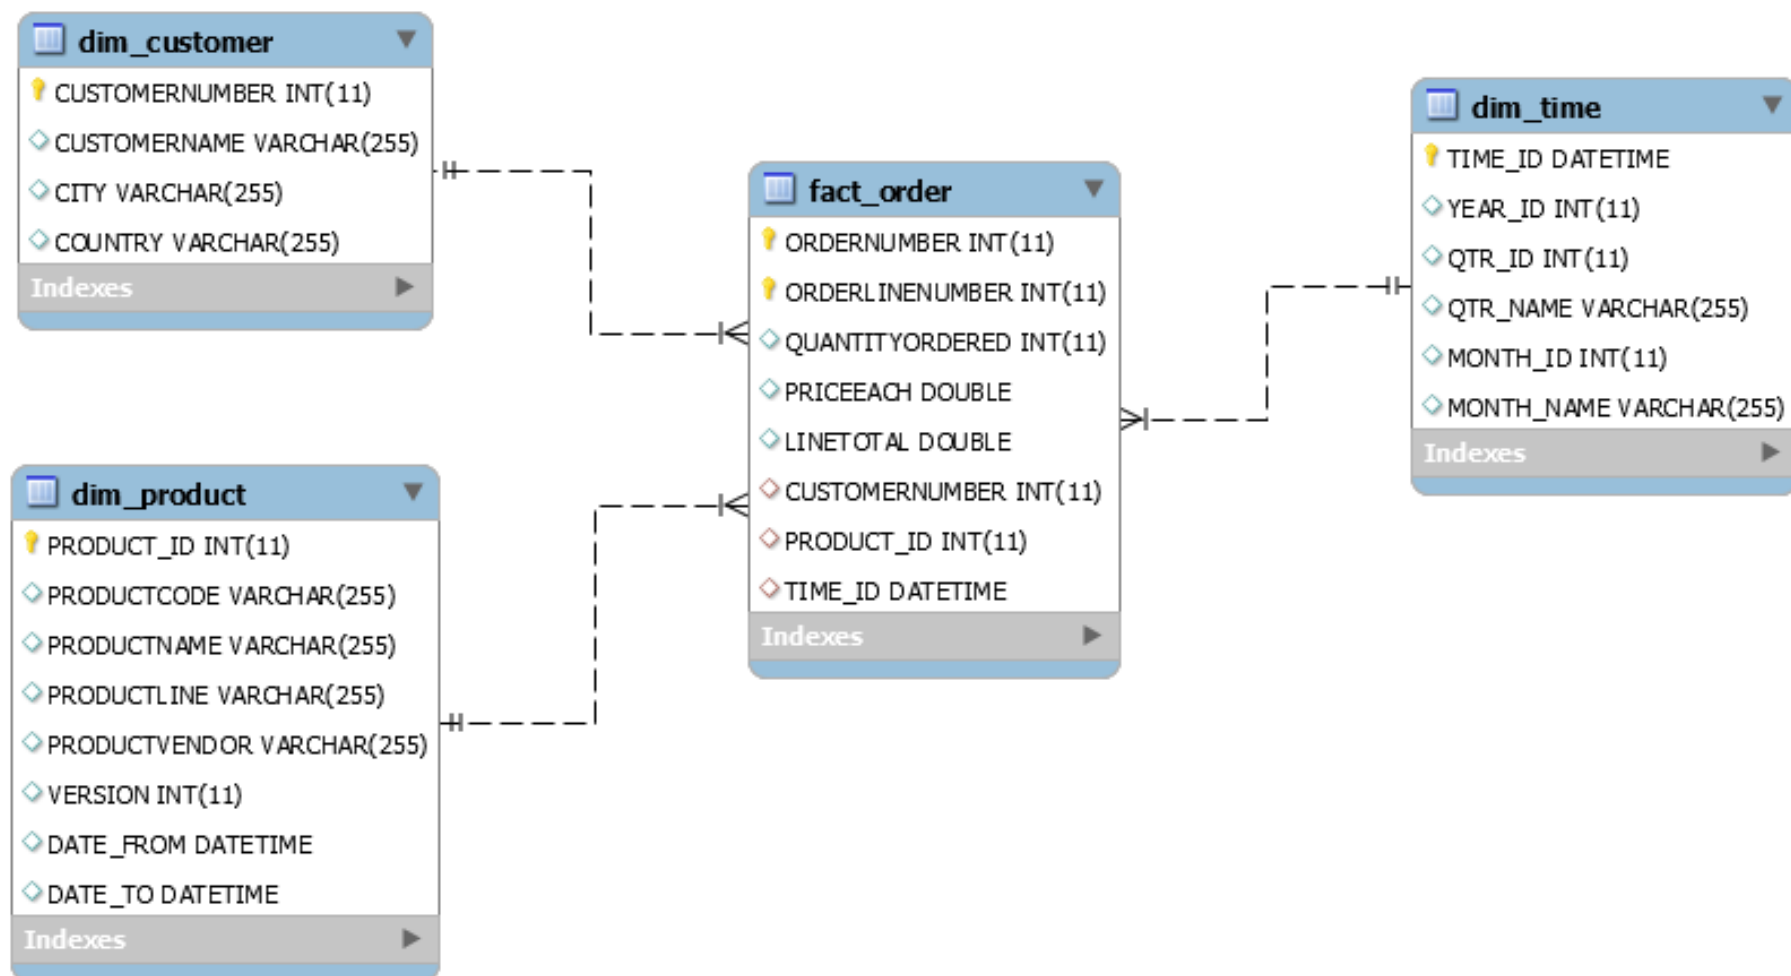 dim_customer
CUSTOMERNUMBER INT(11)
CUSTOMERNAME VARCHAR(255)
CITY VARCHAR(255)
COUNTRY VARCHAR(255)
Indexes
dim_product
PRODUCT_ID INT(11)
PRODUCTCODE VARCHAR(255)
PRODUCTNAME VARCHAR(255)
PRODUCTLINE VARCHAR(255)
PRODUCTVENDOR VARCHAR(255)
VERSION INT(11)
DATE_FROM DATETIME
DATE_TO DATETIME
Indexes
fact_order
ORDERNUMBER INT(11)
ORDERLINENUMBER INT(11)
QUANTITYORDERED INT(11)
PRICEEACH DOUBLE
LINETOTAL DOUBLE
CUSTOMERNUMBER INT(11)
PRODUCT_ID INT(11)
TIME_ID DATETIME
Indexes
dim_time
TIME_ID DATETIME
YEAR_ID INT(11)
QTR_ID INT(11)
QTR_NAME VARCHAR(255)
MONTH_ID INT(11)
MONTH_NAME VARCHAR(255)
Indexes